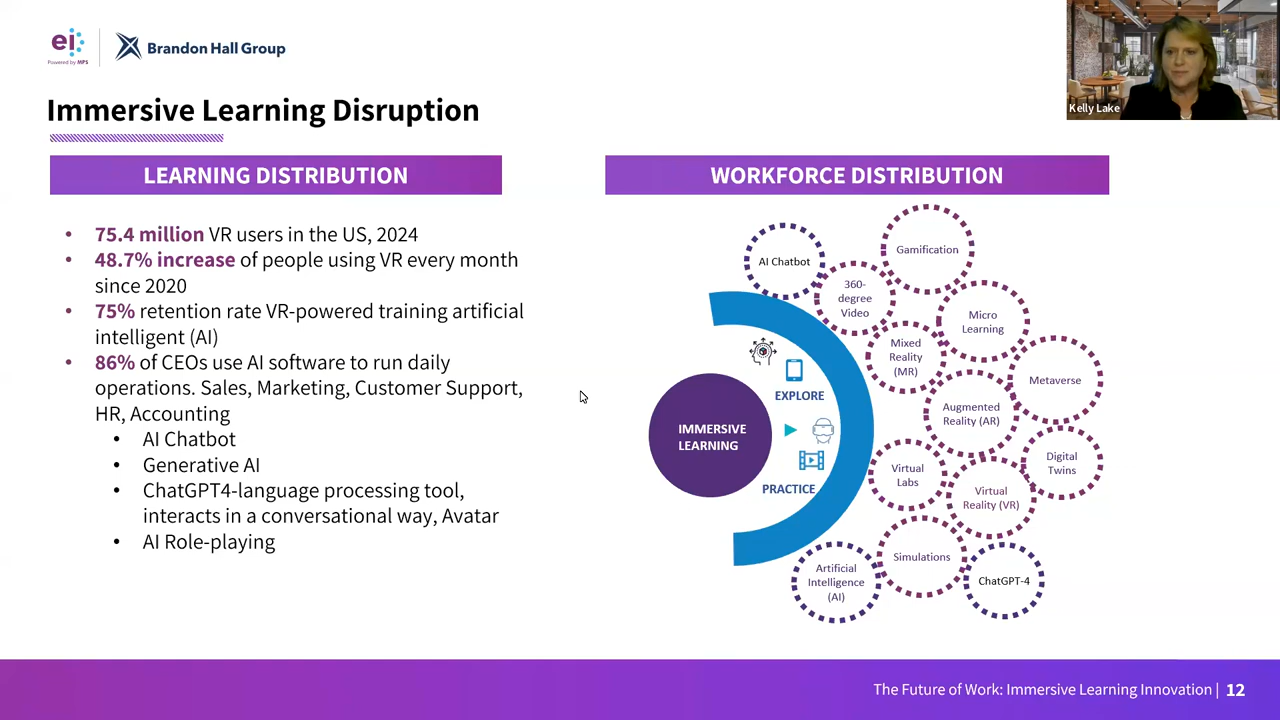 ei
Powered by MPS
Brandon Hall Group
Kelly Lake
Immersive Learning Disruption
LEARNING DISTRIBUTION
• 75.4 million VR users in the US, 2024
• 48.7% increase of people using VR every month
since 2020
• 75% retention rate VR-powered training artificial
intelligent (AI)
• 86% of CEOs use AI software to run daily
operations. Sales, Marketing, Customer Support,
HR, Accounting
• AI Chatbot
• Generative AI
• ChatGPT4-language processing tool,
interacts in a conversational way, Avatar
• AI Role-playing
WORKFORCE DISTRIBUTION
IMMERSIVE
LEARNING
EXPLORE
PRACTICE
AI Chatbot
Gamification
360-
degree
Video
Micro
Learning
Mixed
Reality
(MR)
Metaverse
Augmented
Reality (AR)
Digital
Twins
Virtual
Labs
Virtual
Reality (VR)
Simulations
Artificial
Intelligence
(AI)
ChatGPT-4
The Future of Work: Immersive Learning Innovation | 12